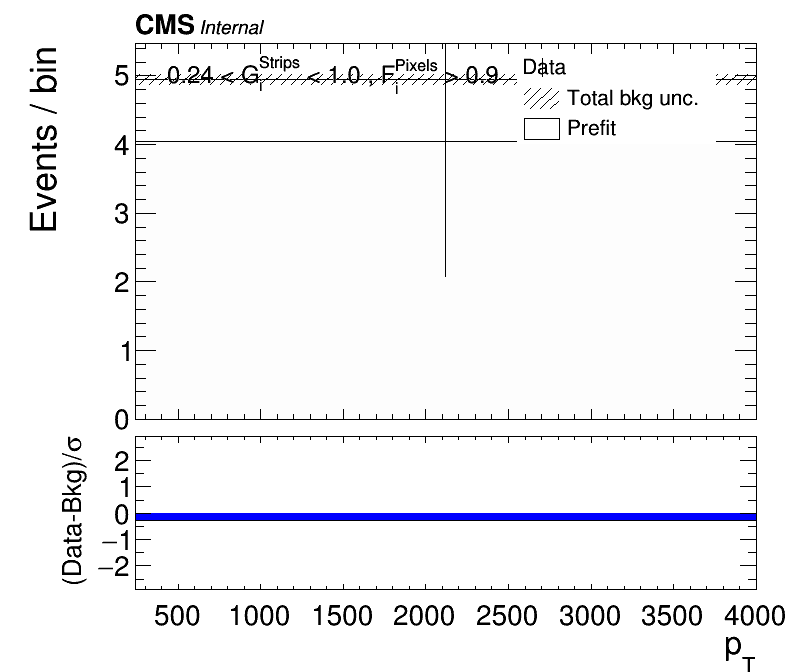 CMS Internal
Events / bin
5
4
3
2
1
0
0.24 < G_i^Strips < 1.0 , F_i^Pixels > 0.9
Data
Total bkg unc.
Prefit
(Data-Bkg)/σ
2
1
0
−1
−2
500 1000 1500 2000 2500 3000 3500 4000
p_T